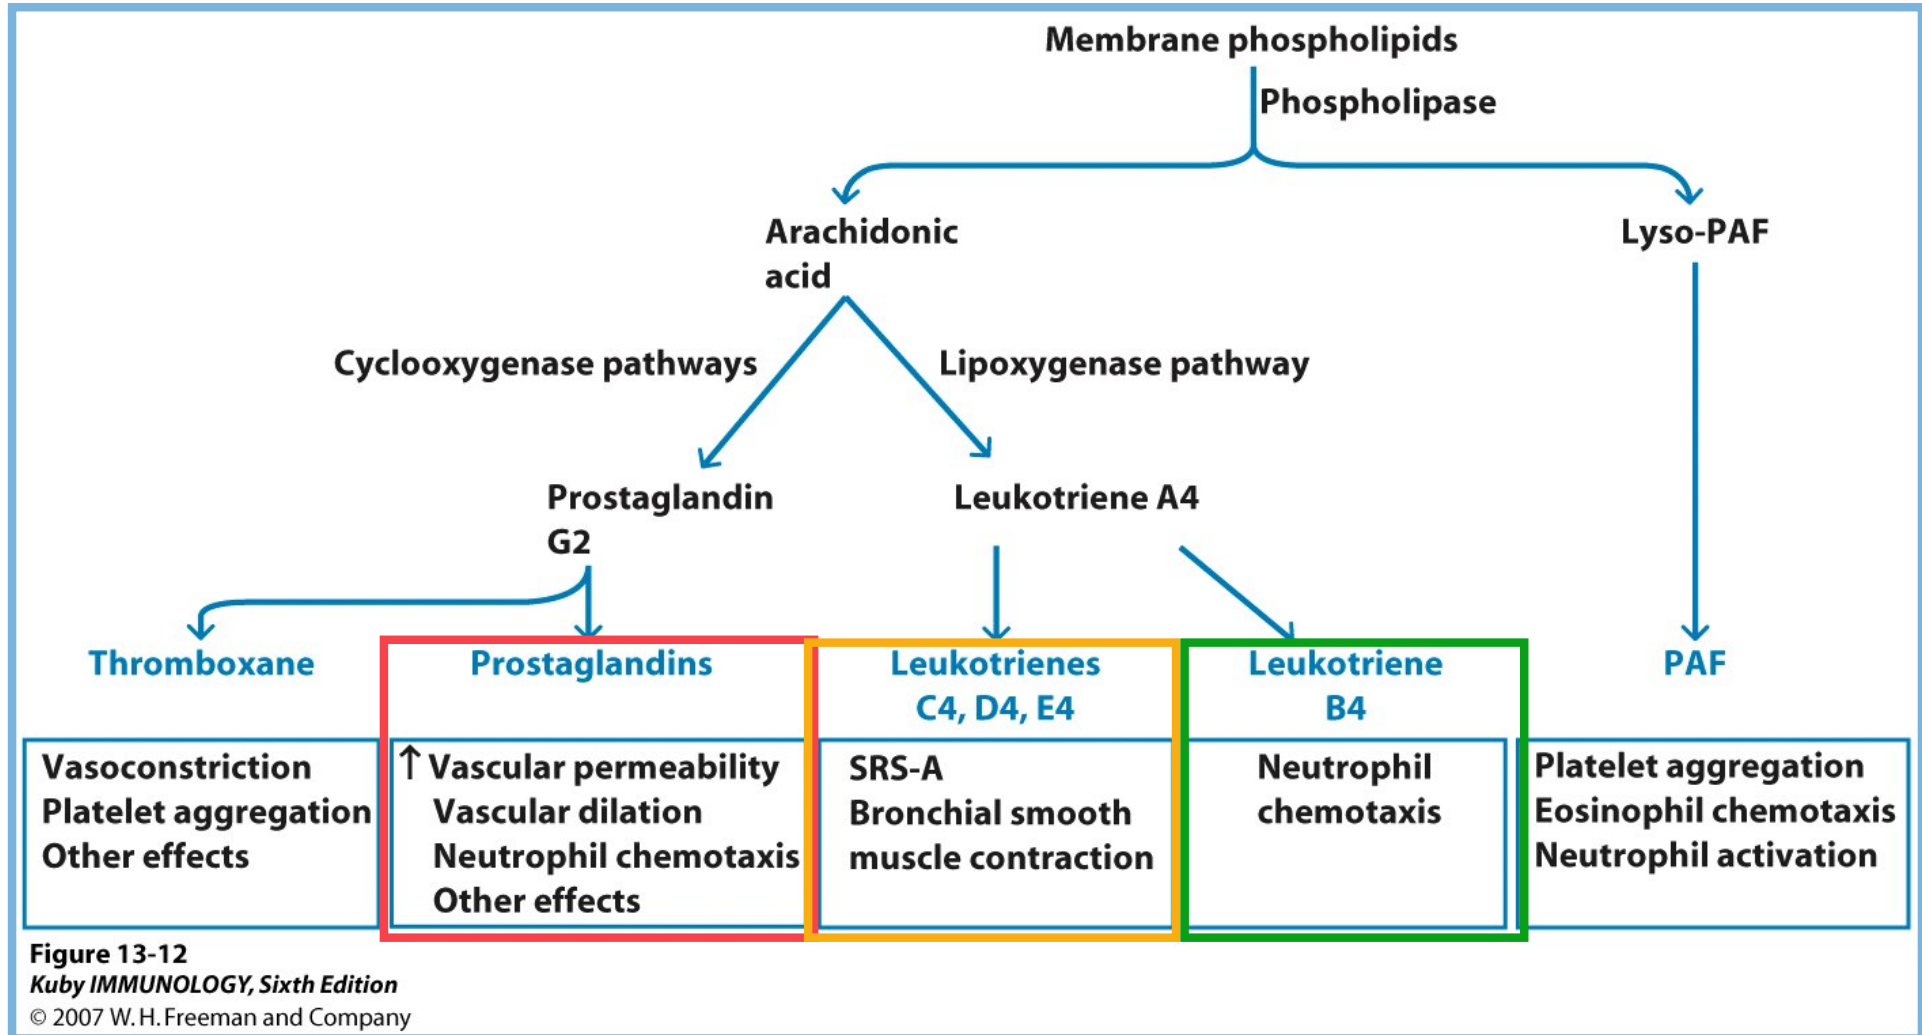 Membrane phospholipids
Phospholipase
Arachidonic
acid
Lyso-PAF
Cyclooxygenase pathways
Lipoxygenase pathway
Prostaglandin
G2
Leukotriene A4
Thromboxane
Vasoconstriction
Platelet aggregation
Other effects
Prostaglandins
↑ Vascular permeability
Vascular dilation
Neutrophil chemotaxis
Other effects
Leukotrienes
C4, D4, E4
SRS-A
Bronchial smooth
muscle contraction
Leukotriene
B4
Neutrophil
chemotaxis
PAF
Platelet aggregation
Eosinophil chemotaxis
Neutrophil activation
Figure 13-12
Kuby IMMUNOLOGY, Sixth Edition
© 2007 W. H. Freeman and Company